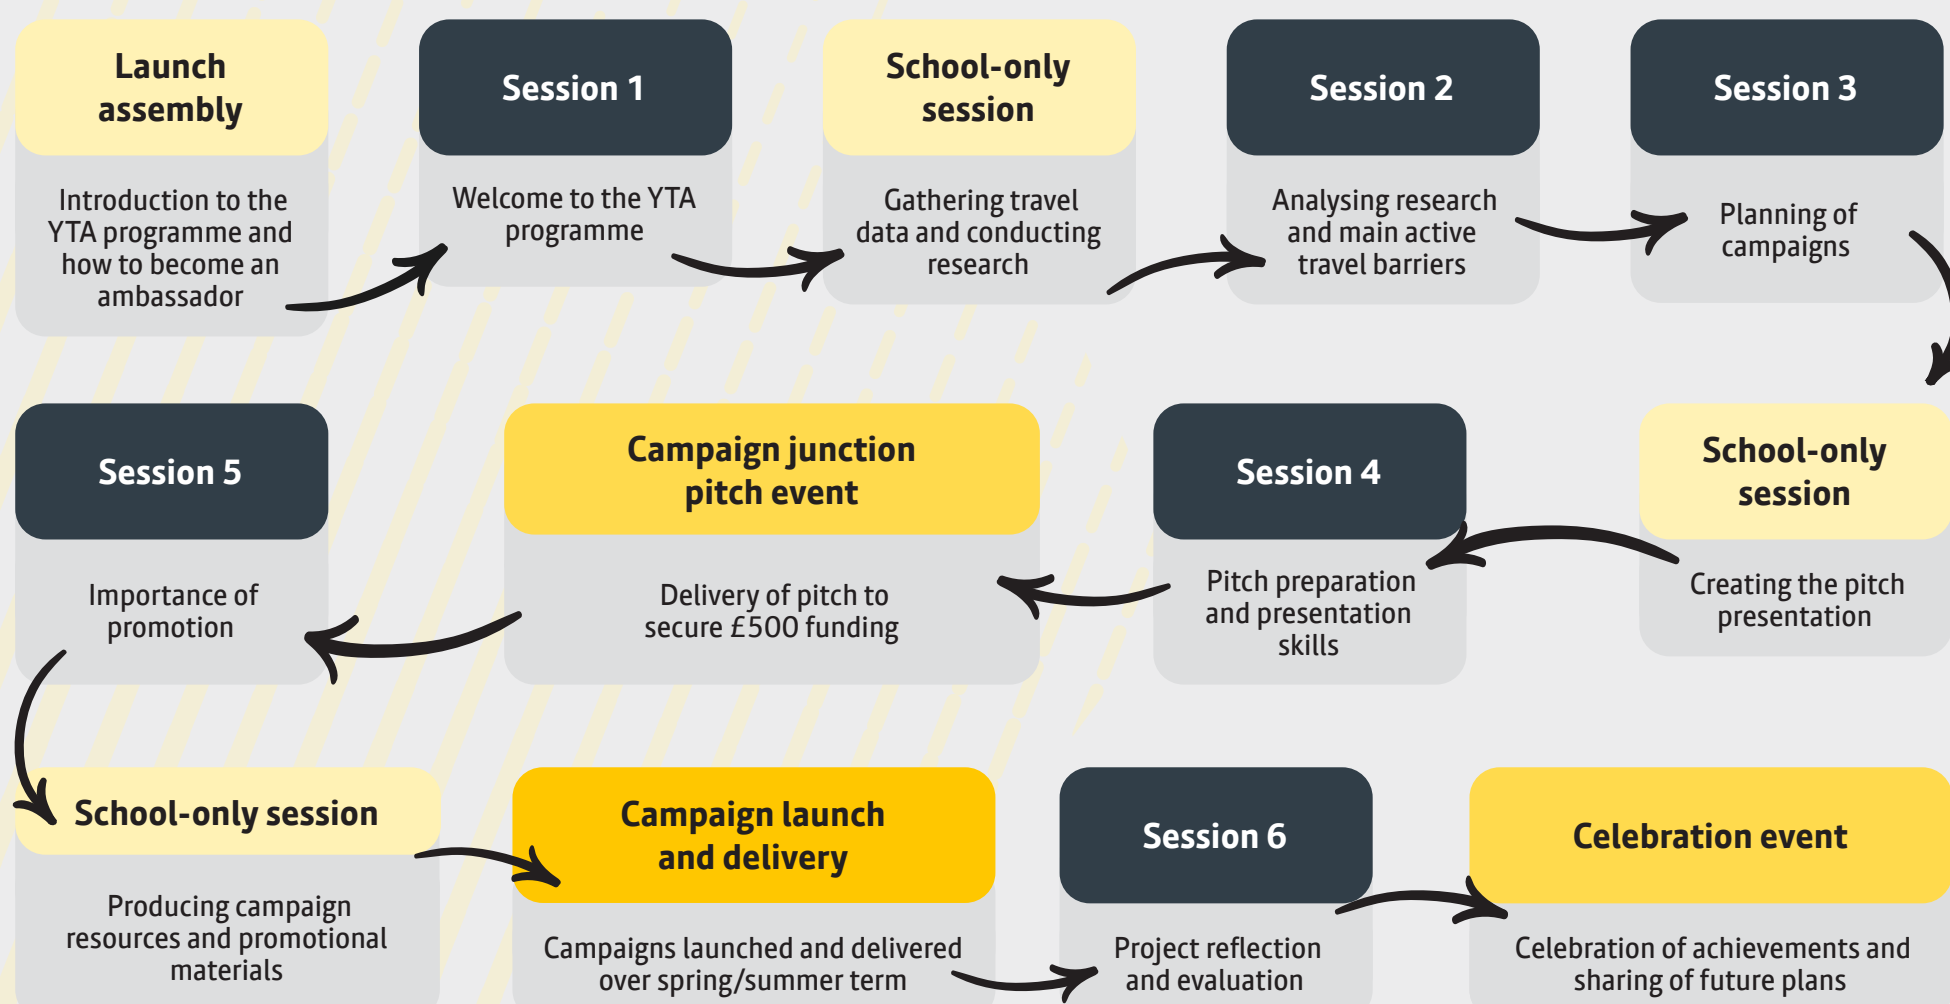 Launch
assembly
Introduction to the
YTA programme and
how to become an
ambassador
Session 1
Welcome to the YTA
programme
School-only
session
Gathering travel
data and conducting
research
Session 2
Analysing research
and main active
travel barriers
Session 3
Planning of
campaigns
School-only
session
Creating the pitch
presentation
Session 4
Pitch preparation
and presentation
skills
Campaign junction
pitch event
Delivery of pitch to
secure £500 funding
Session 5
Importance of
promotion
School-only session
Producing campaign
resources and promotional
materials
Campaign launch
and delivery
Campaigns launched and delivered
over spring/summer term
Session 6
Project reflection
and evaluation
Celebration event
Celebration of achievements and
sharing of future plans